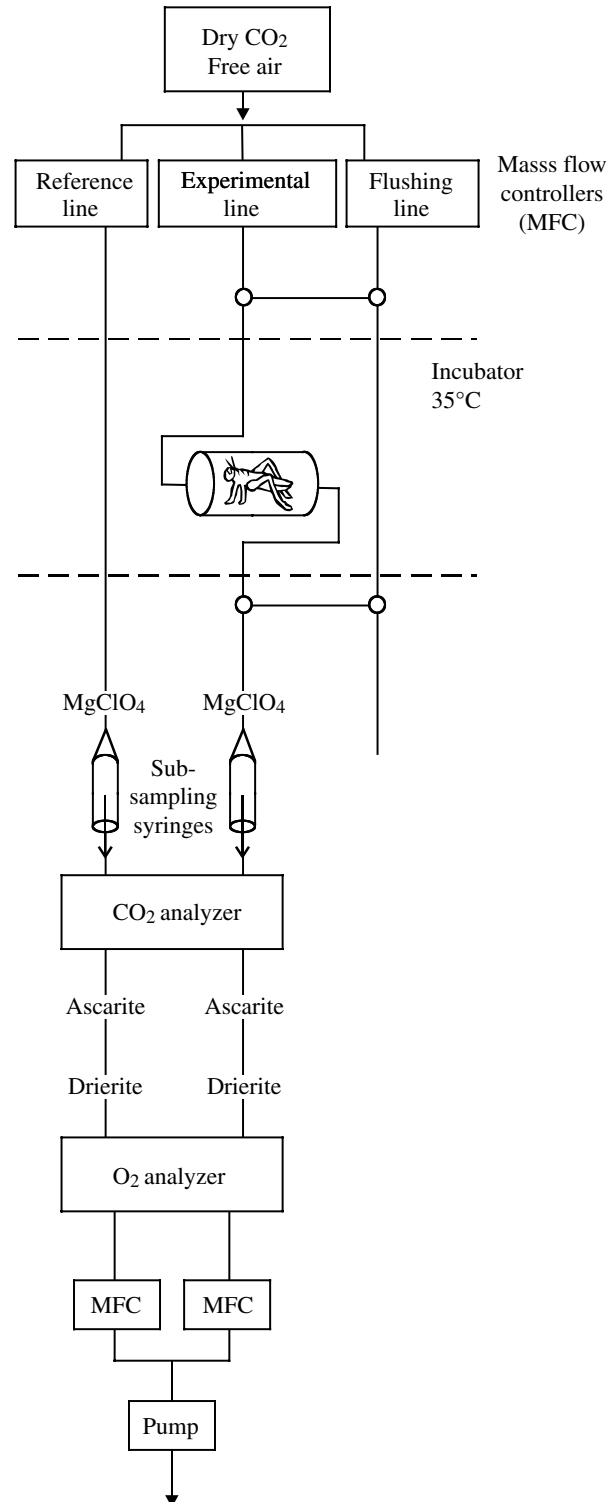 Dry CO2
Free air
Reference
line
Experimental
line
Flushing
line
Masss flow
controllers
(MFC)
Incubator
35°C
MgClO4
MgClO4
Sub-
sampling
syringes
CO2 analyzer
Ascarite
Ascarite
Drierite
Drierite
O2 analyzer
MFC
MFC
Pump